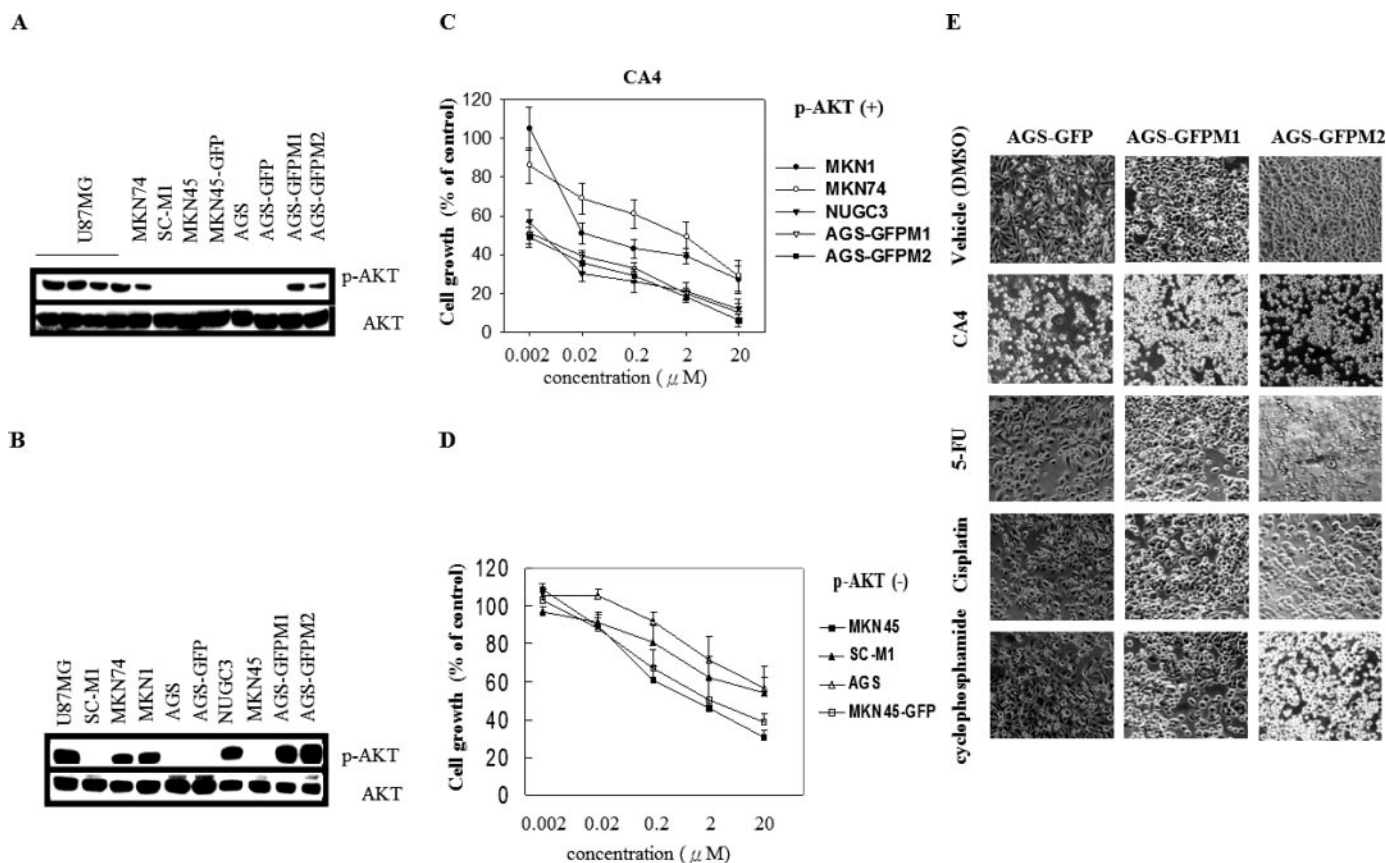 A
U87MG
MKN74
SC-M1
MKN45
MKN45-GFP
AGS
AGS-GFP
AGS-GFPM1
AGS-GFPM2
p-AKT
AKT
B
U87MG
SC-M1
MKN74
MKN1
AGS
AGS-GFP
NUGC3
MKN45
AGS-GFPM1
AGS-GFPM2
p-AKT
AKT
C
CA4
Cell growth (% of control)
120
100
80
60
40
20
0
0.002 0.02 0.2 2 20
concentration ( μ M)
p-AKT (+)
MKN1
MKN74
NUGC3
AGS-GFPM1
AGS-GFPM2
D
Cell growth (% of control)
120
100
80
60
40
20
0
0.002 0.02 0.2 2 20
concentration ( μ M)
p-AKT (-)
MKN45
SC-M1
AGS
MKN45-GFP
E
AGS-GFP AGS-GFPM1 AGS-GFPM2
Vehicle (DMSO)
CA4
5-FU
Cisplatin
cyclophosphamide